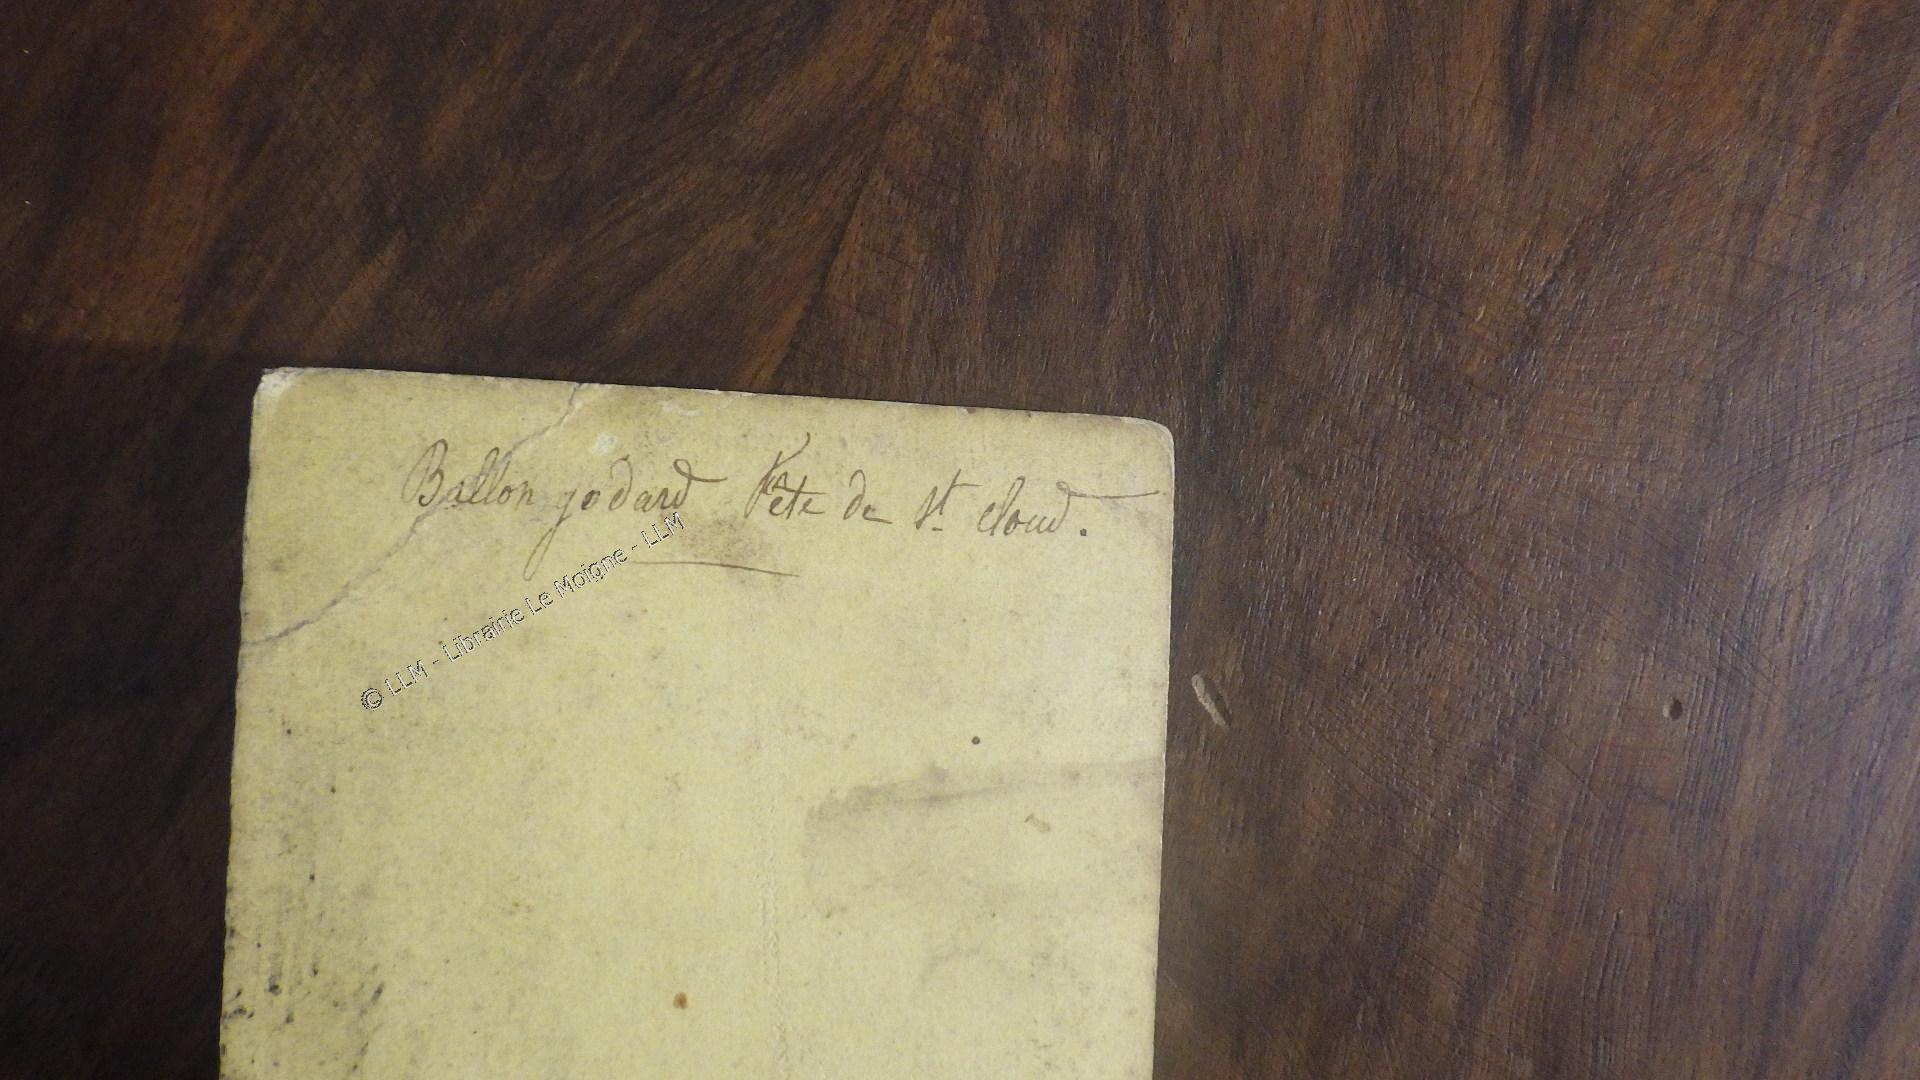 Ballon godard Fête de St. cloud.
© LLM - Librairie Le Moigne - LLM